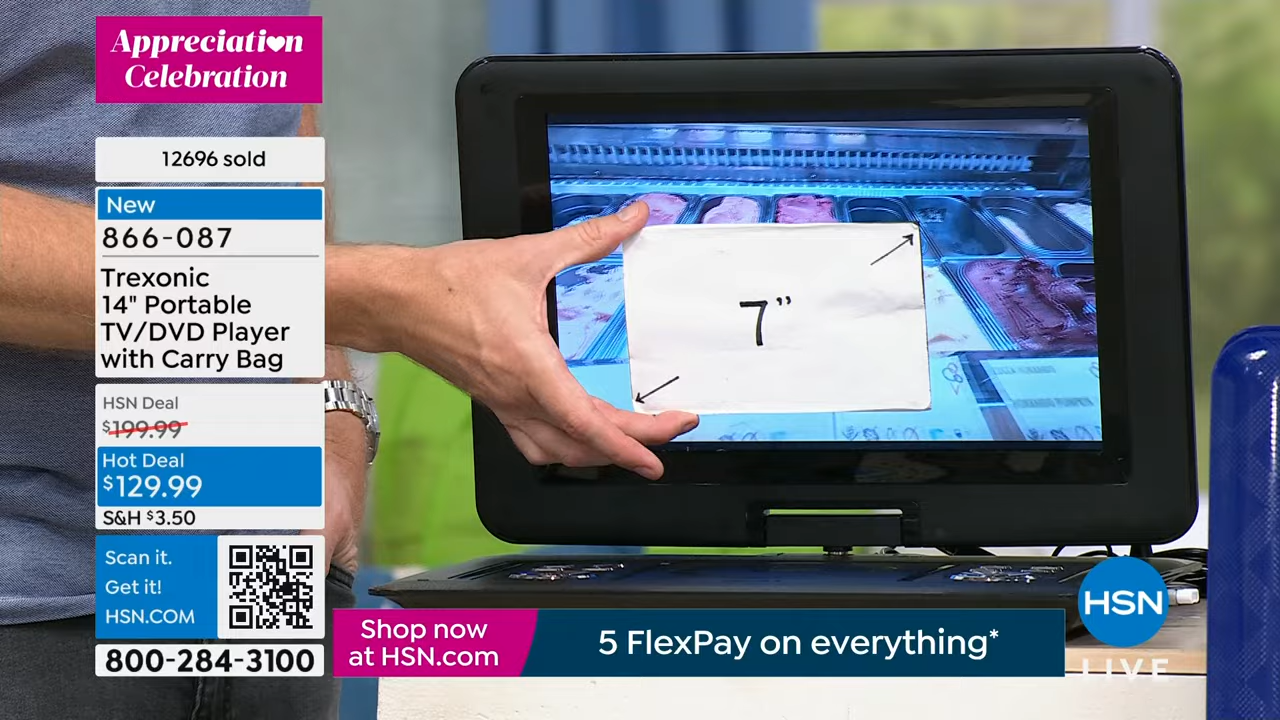 Appreciation
Celebration
12696 sold
New
866-087
Trexonic
14" Portable
TV/DVD Player
with Carry Bag
HSN Deal
$199.99
Hot Deal
$129.99
S&H $3.50
Scan it.
Get it!
HSN.COM
800-284-3100
7”
Shop now
at HSN.com
5 FlexPay on everything*
HSN
LIVE